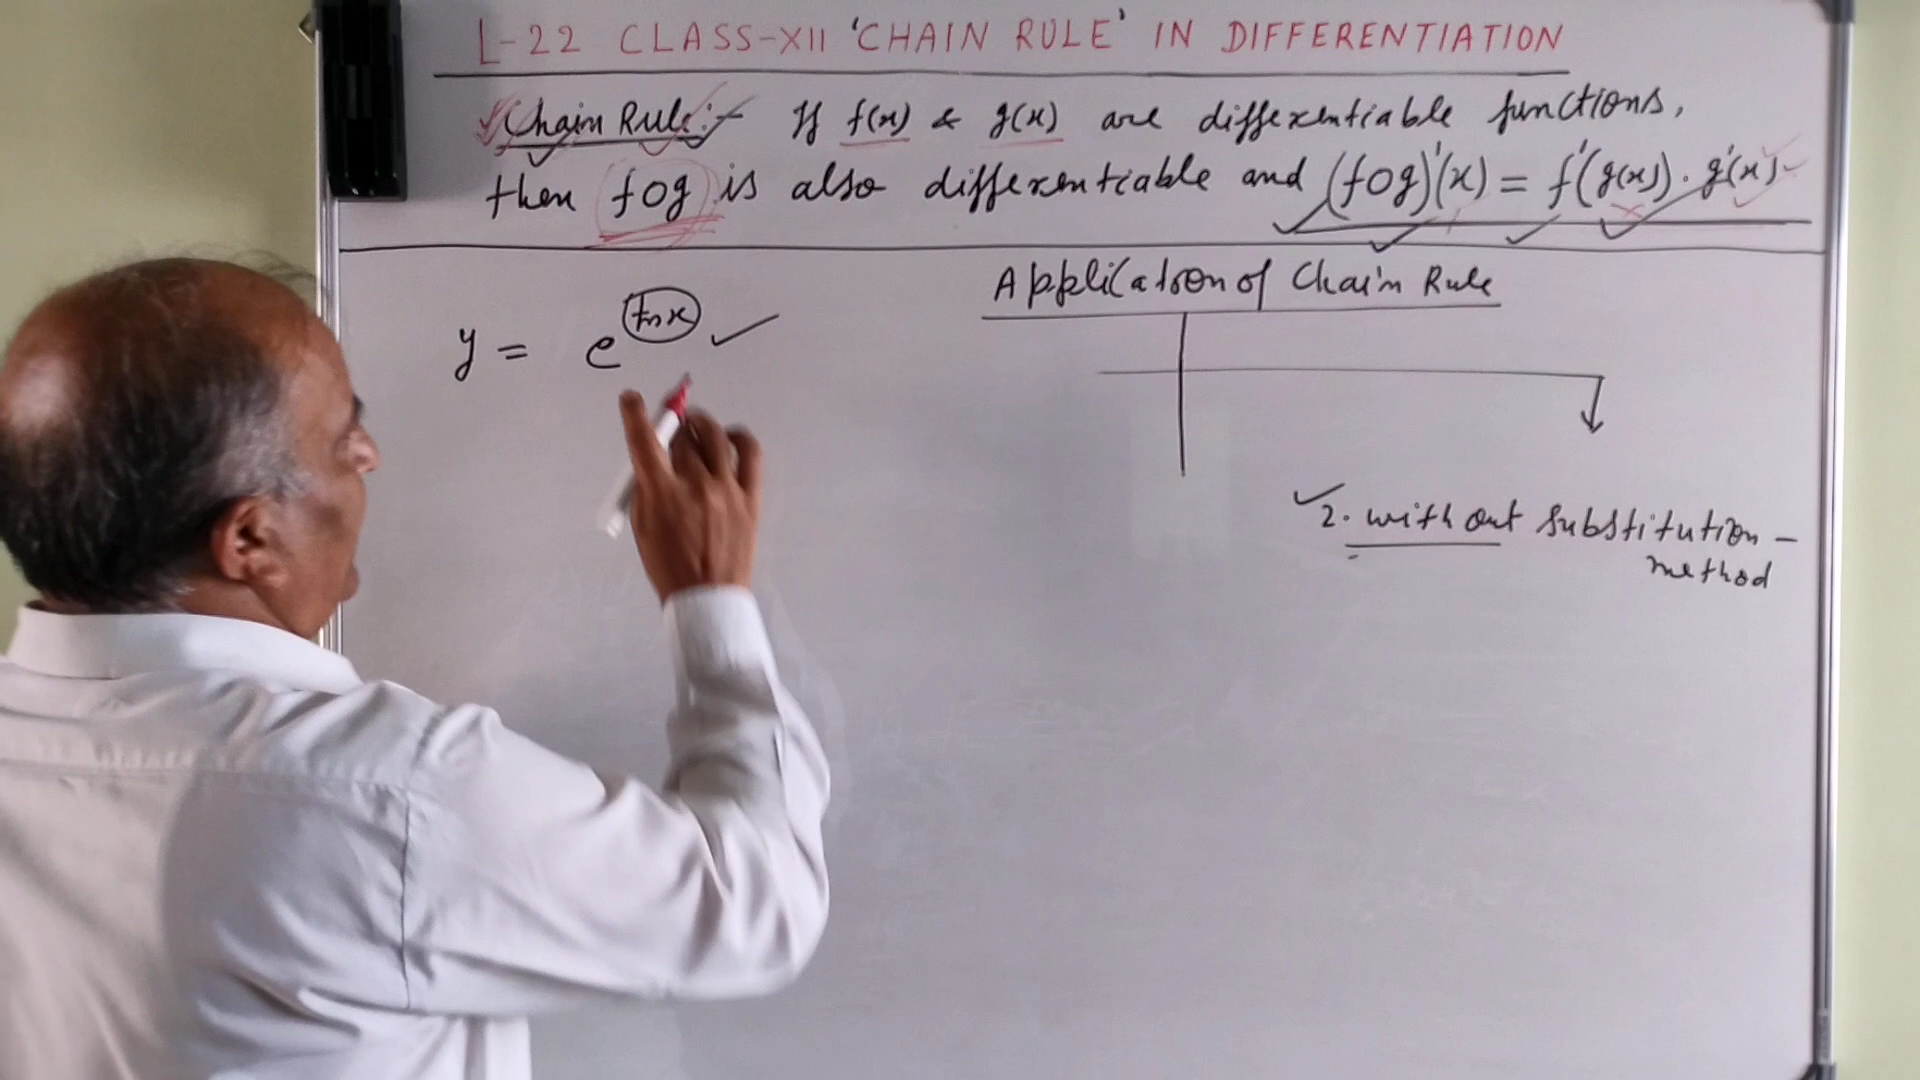 L-22 CLASS-XII 'CHAIN RULE' IN DIFFERENTIATION
Chain Rule:- If f(x) & g(x) are differentiable functions,
then fog is also differentiable and (fog)'(x) = f'(g(x)). g'(x).
y = e^tanx
Application of Chain Rule
2. without substitution -
method